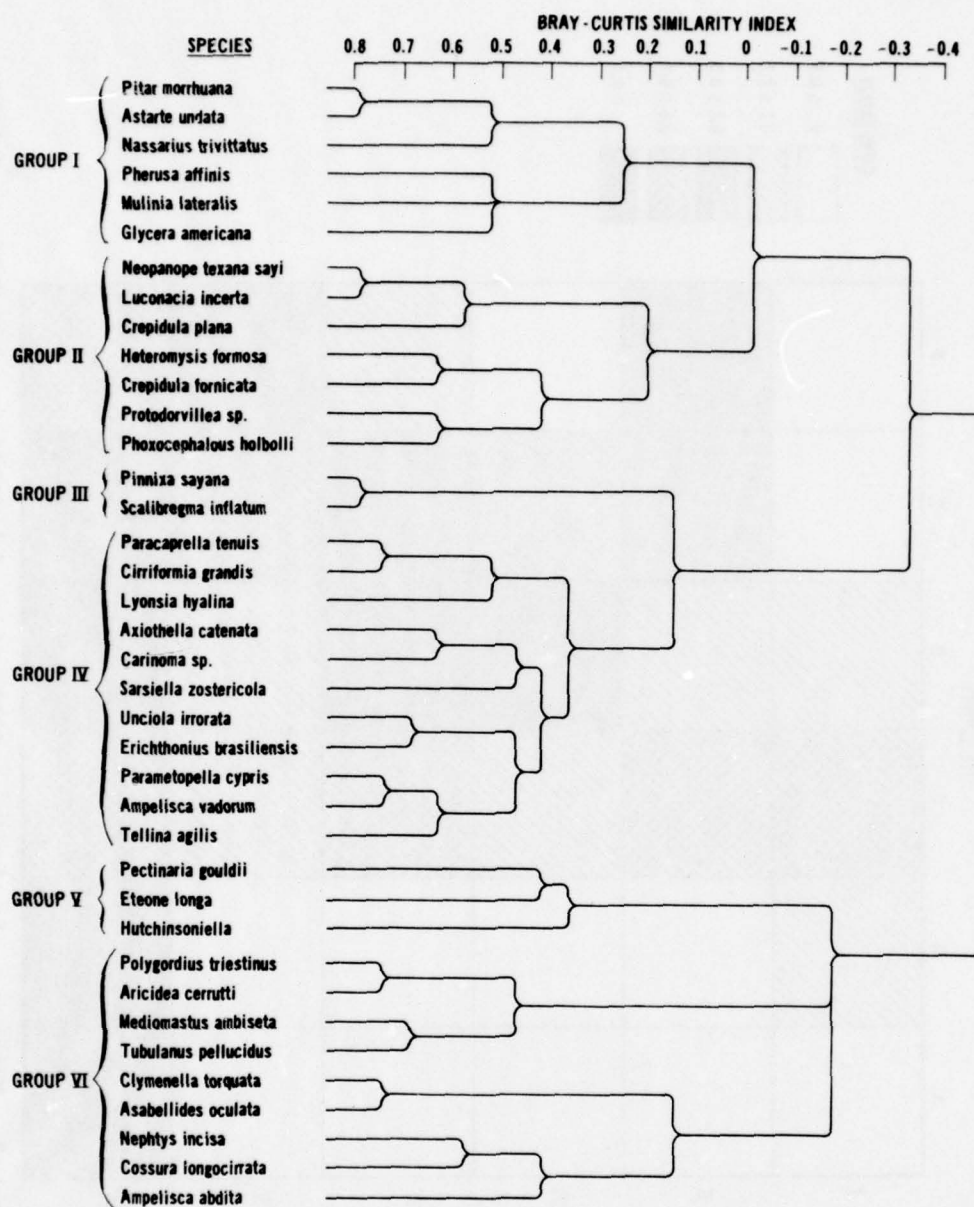 BRAY-CURTIS SIMILARITY INDEX
SPECIES
0.8 0.7 0.6 0.5 0.4 0.3 0.2 0.1 0 -0.1 -0.2 -0.3 -0.4
GROUP I
Pitar morrhuana
Astarte undata
Nassarius trivittatus
Pherusa affinis
Mulinia lateralis
Glycera americana
GROUP II
Neopanope texana sayi
Luconacia incerta
Crepidula plana
Heteromysis formosa
Crepidula fornicata
Protodorvillea sp.
Phoxocephalous holbolli
GROUP III
Pinnixa sayana
Scalibregma inflatum
GROUP IV
Paracaprella tenuis
Cirriformia grandis
Lyonsia hyalina
Axiothella catenata
Carinoma sp.
Sarsiella zostericola
Unciola irrorata
Erichthonius brasiliensis
Parametopella cypris
Ampelisca vadorum
Tellina agilis
GROUP V
Pectinaria gouldii
Eteone longa
Hutchinsoniella
GROUP VI
Polygordius triestinus
Aricidea cerrutti
Mediomastus ambiseta
Tubulanus pellucidus
Clymenella torquata
Asabellides oculata
Nephtys incisa
Cossura longocirrata
Ampelisca abdita